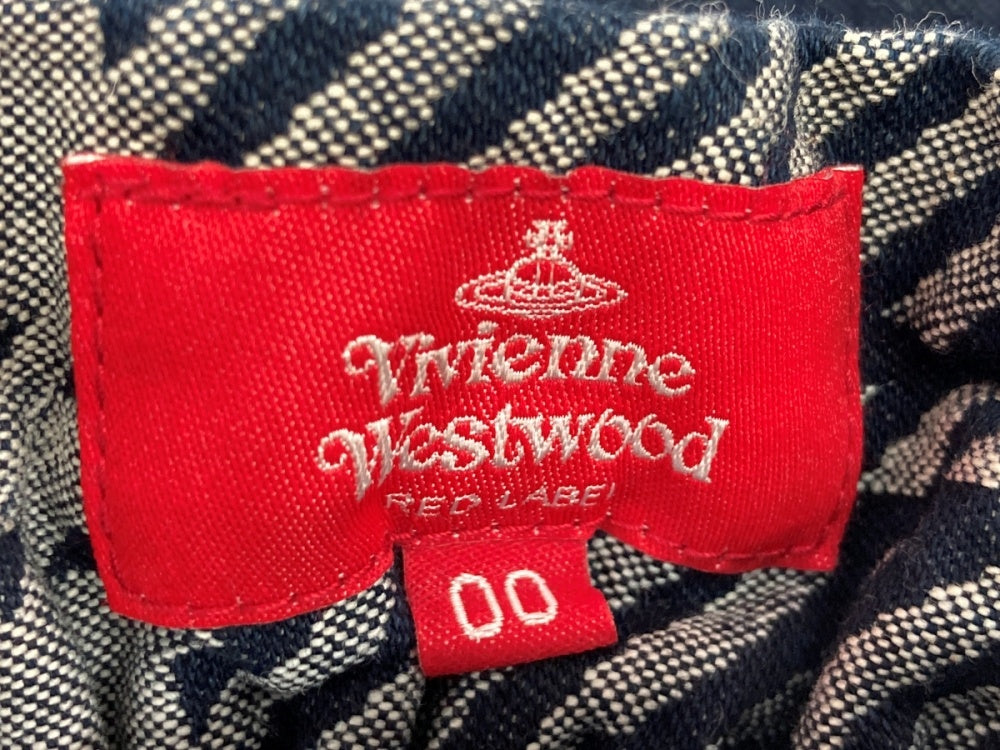 Vivienne
Westwood
RED LABEL
00